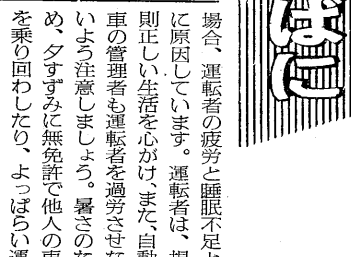 ばに
場合、運転者の疲労と睡眠不足
に原因しています。運転者は、規
則正しい生活を心がけ、また、自動
車の管理者も運転者を過労させな
いよう注意しましょう。暑さのた
め、夕すずみに無免許で他人の車
を乗り回わしたり、よっぱらい運